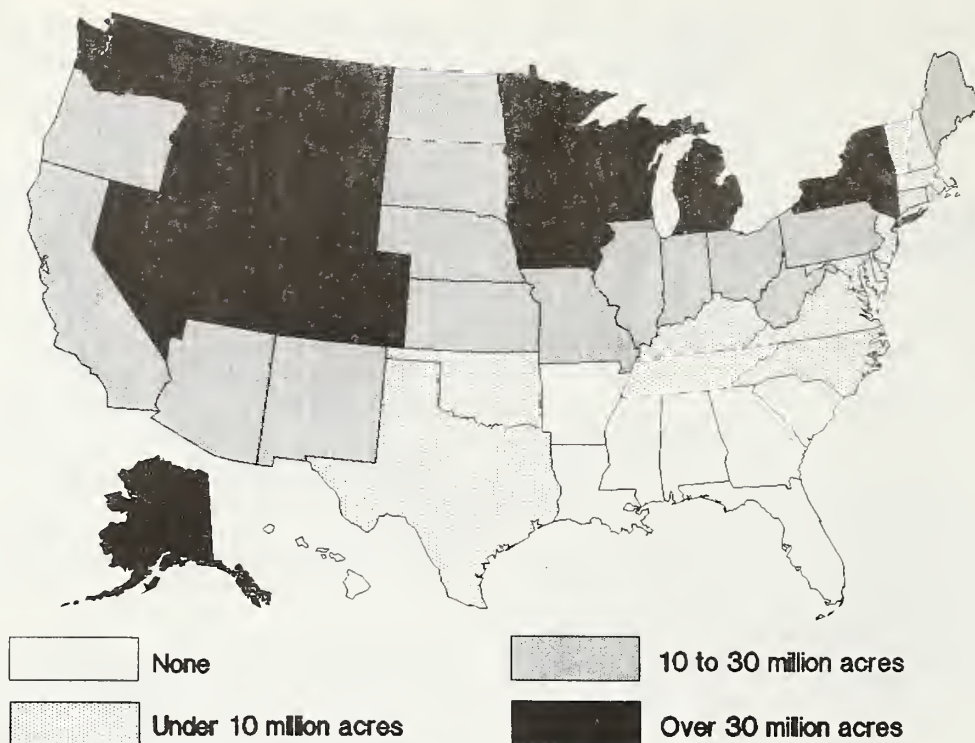 None
10 to 30 million acres
Under 10 million acres
Over 30 million acres